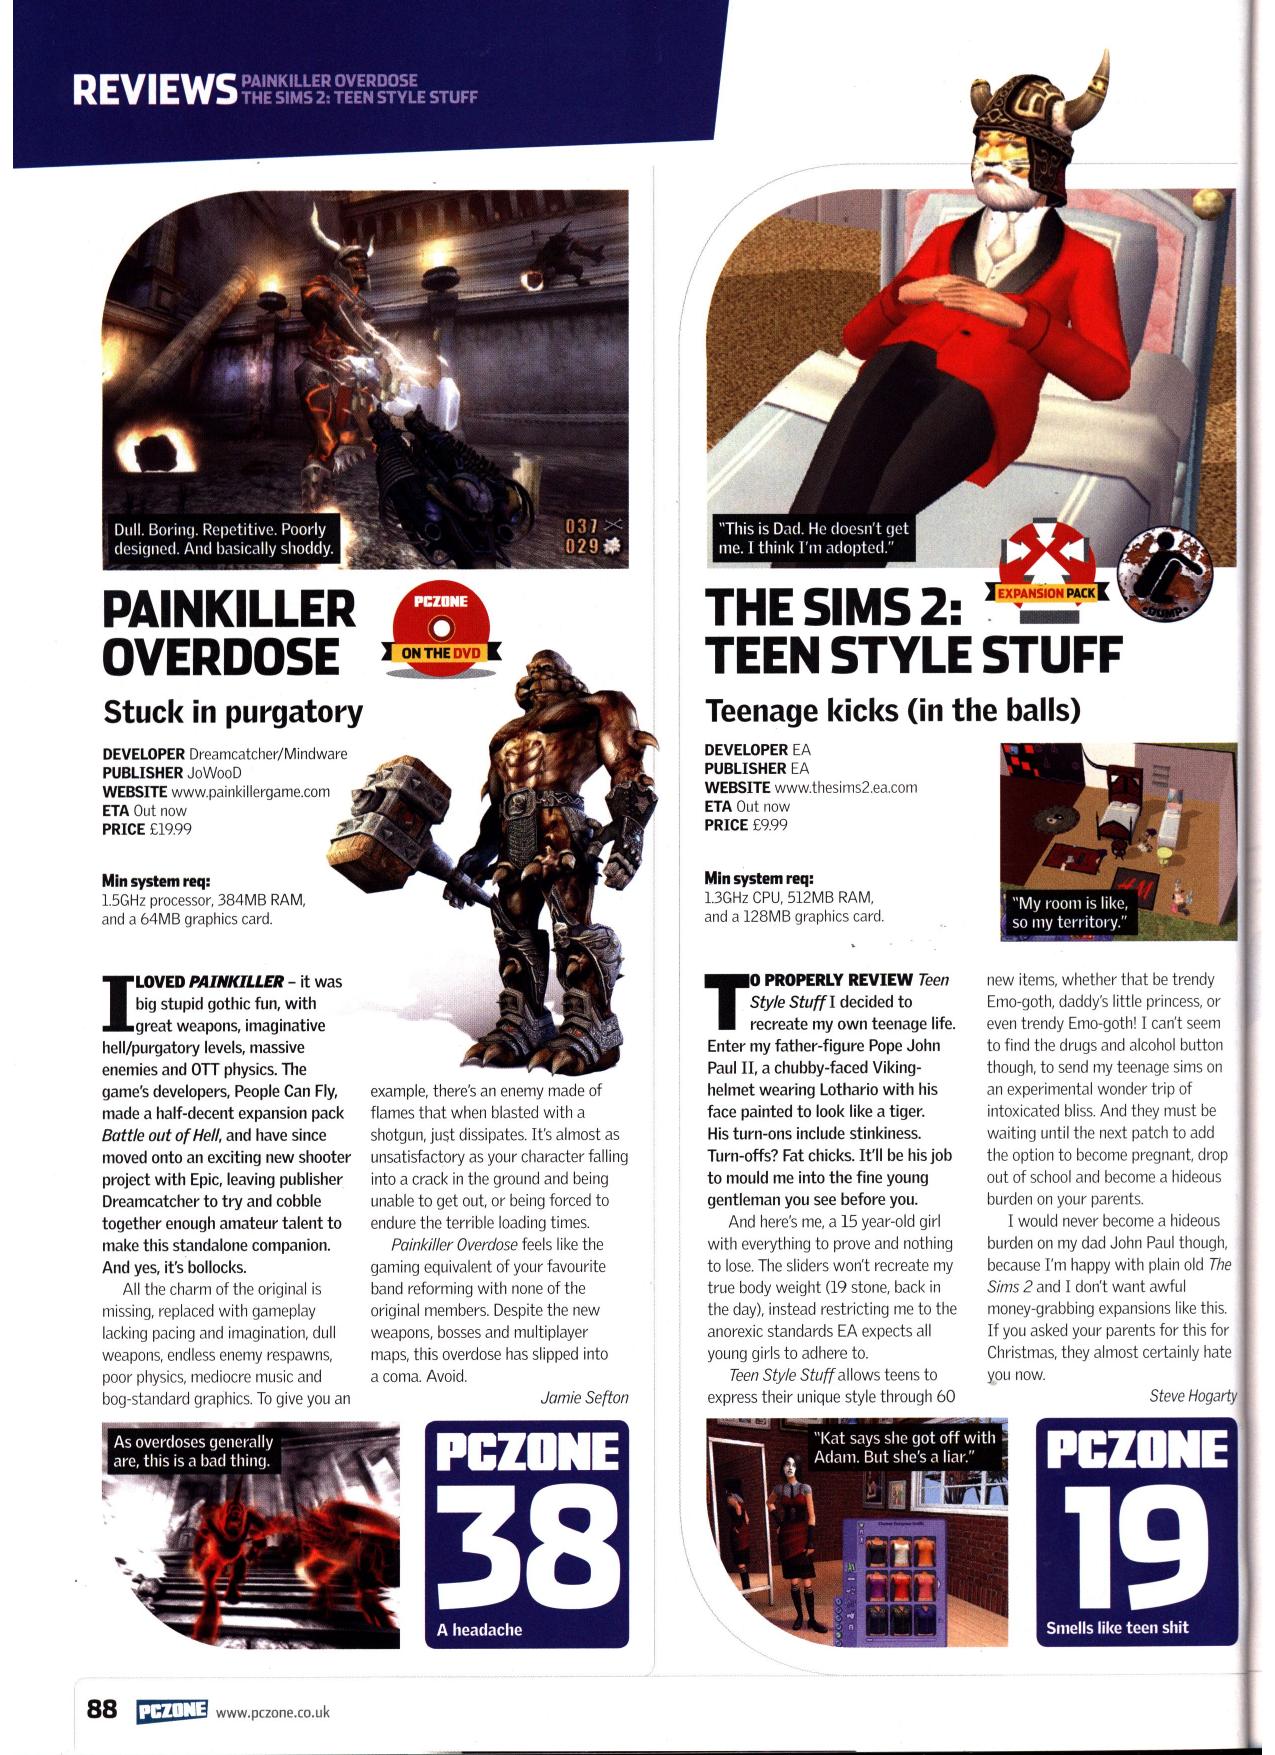 REVIEWS PAINKILLER OVERDOSE
THE SIMS 2: TEEN STYLE STUFF
Dull. Boring. Repetitive. Poorly
designed. And basically shoddy.
037
029
PAINKILLER
OVERDOSE
PCZONE
ON THE DVD
Stuck in purgatory
DEVELOPER Dreamcatcher/Mindware
PUBLISHER JoWooD
WEBSITE www.painkillergame.com
ETA Out now
PRICE £19.99
Min system req:
1.5GHz processor, 384MB RAM,
and a 64MB graphics card.
I LOVED PAINKILLER – it was
big stupid gothic fun, with
great weapons, imaginative
hell/purgatory levels, massive
enemies and OTT physics. The
game's developers, People Can Fly,
made a half-decent expansion pack
Battle out of Hell, and have since
moved onto an exciting new shooter
project with Epic, leaving publisher
Dreamcatcher to try and cobble
together enough amateur talent to
make this standalone companion.
And yes, it's bollocks.
All the charm of the original is
missing, replaced with gameplay
lacking pacing and imagination, dull
weapons, endless enemy respawns,
poor physics, mediocre music and
bog-standard graphics. To give you an
example, there's an enemy made of
flames that when blasted with a
shotgun, just dissipates. It's almost as
unsatisfactory as your character falling
into a crack in the ground and being
unable to get out, or being forced to
endure the terrible loading times.
Painkiller Overdose feels like the
gaming equivalent of your favourite
band reforming with none of the
original members. Despite the new
weapons, bosses and multiplayer
maps, this overdose has slipped into
a coma. Avoid.
Jamie Sefton
As overdoses generally
are, this is a bad thing.
PCZONE
38
A headache
"This is Dad. He doesn't get
me. I think I'm adopted."
EXPANSION PACK
DUMP
THE SIMS 2:
TEEN STYLE STUFF
Teenage kicks (in the balls)
DEVELOPER EA
PUBLISHER EA
WEBSITE www.thesims2.ea.com
ETA Out now
PRICE £9.99
Min system req:
1.3GHz CPU, 512MB RAM,
and a 128MB graphics card.
H&M
"My room is like,
so my territory."
TO PROPERLY REVIEW Teen
Style Stuff I decided to
recreate my own teenage life.
Enter my father-figure Pope John
Paul II, a chubby-faced Viking-
helmet wearing Lothario with his
face painted to look like a tiger.
His turn-ons include stinkiness.
Turn-offs? Fat chicks. It'll be his job
to mould me into the fine young
gentleman you see before you.
And here's me, a 15 year-old girl
with everything to prove and nothing
to lose. The sliders won't recreate my
true body weight (19 stone, back in
the day), instead restricting me to the
anorexic standards EA expects all
young girls to adhere to.
Teen Style Stuff allows teens to
express their unique style through 60
new items, whether that be trendy
Emo-goth, daddy's little princess, or
even trendy Emo-goth! I can't seem
to find the drugs and alcohol button
though, to send my teenage sims on
an experimental wonder trip of
intoxicated bliss. And they must be
waiting until the next patch to add
the option to become pregnant, drop
out of school and become a hideous
burden on your parents.
I would never become a hideous
burden on my dad John Paul though,
because I'm happy with plain old The
Sims 2 and I don't want awful
money-grabbing expansions like this.
If you asked your parents for this for
Christmas, they almost certainly hate
you now.
Steve Hogarty
"Kat says she got off with
Adam. But she's a liar."
PCZONE
19
Smells like teen shit
88 PCZONE www.pczone.co.uk